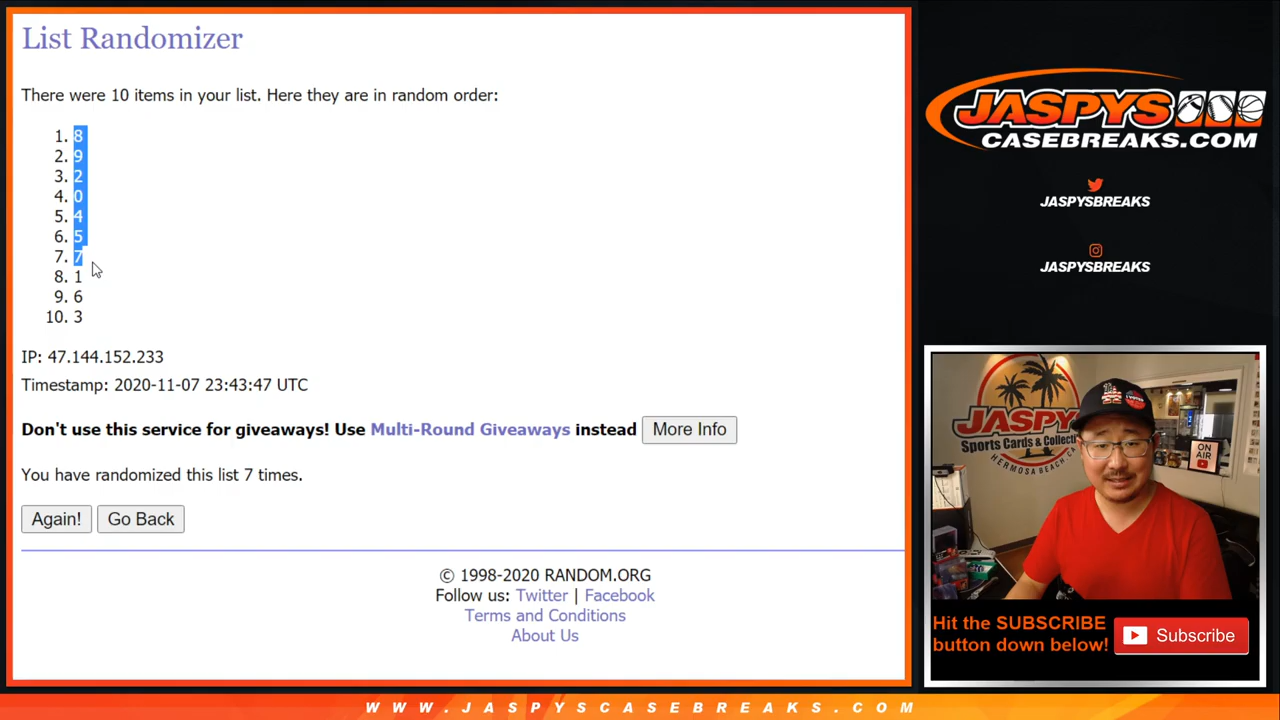 List Randomizer
There were 10 items in your list. Here they are in random order:
1. 8
2. 9
3. 2
4. 0
5. 4
6. 5
7. 7
8. 1
9. 6
10. 3
IP: 47.144.152.233
Timestamp: 2020-11-07 23:43:47 UTC
Don't use this service for giveaways! Use Multi-Round Giveaways instead More Info
You have randomized this list 7 times.
Again! Go Back
© 1998-2020 RANDOM.ORG
Follow us: Twitter | Facebook
Terms and Conditions
About Us
JASPYS
CASEBREAKS.COM
JASPYSBREAKS
JASPYSBREAKS
JASPYS
Sports Cards & Collecti
HERMOSA BEACH, CA
ON
AIR
Hit the SUBSCRIBE
button down below!
Subscribe
WWW.JASPYSCASEBREAKS.COM